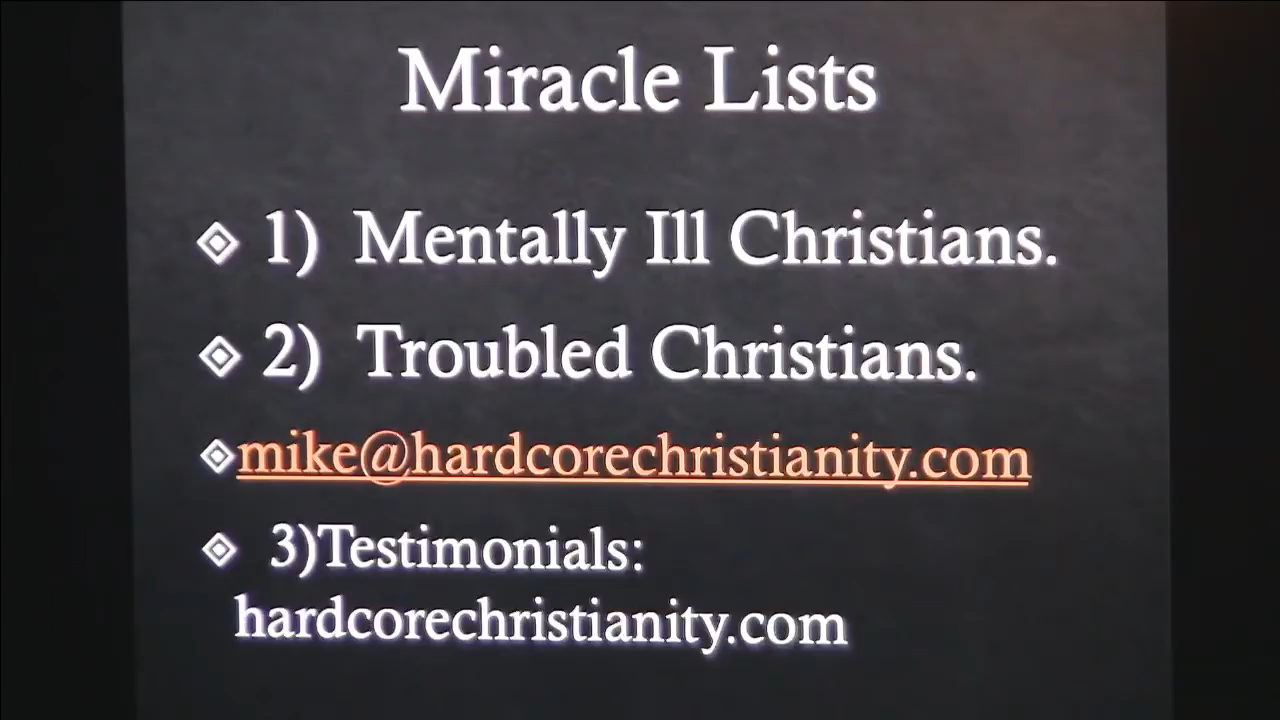 Miracle Lists
1) Mentally Ill Christians.
2) Troubled Christians.
mike@hardcorechristianity.com
3)Testimonials:
hardcorechristianity.com